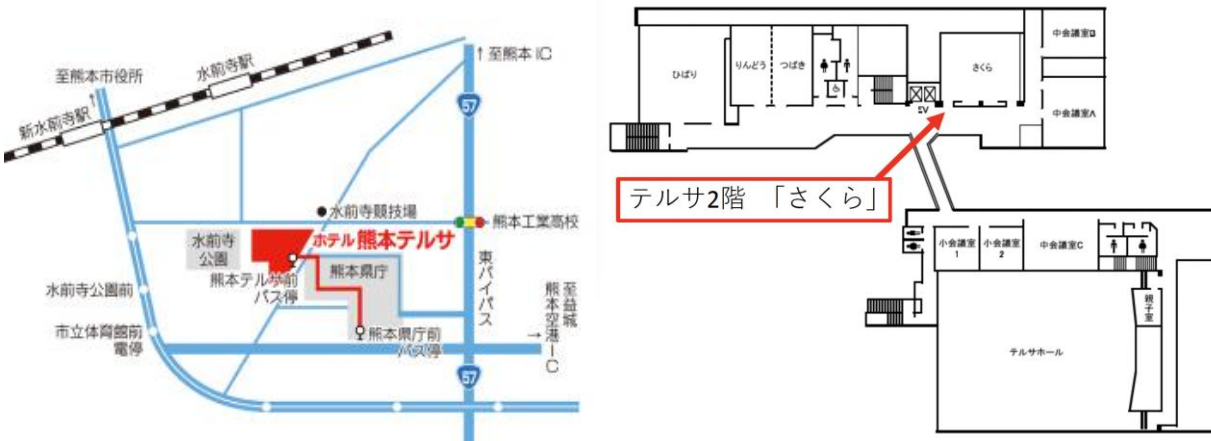 至熊本市役所
水前寺駅
新水前寺駅
↑至熊本IC
57
水前寺競技場
熊本工業高校
水前寺
公園
ホテル 熊本テルサ
熊本テルサ前
バス停
熊本県庁
東バイパス
水前寺公園前
市立体育館前
電停
熊本県庁前
バス停
至益城
熊本空港IC
→
57
ひばり
りんどう
つばき
EV
さくら
中会議室B
中会議室A
テルサ2階 「さくら」
小会議室
1
小会議室
2
中会議室C
親子室
テルサホール